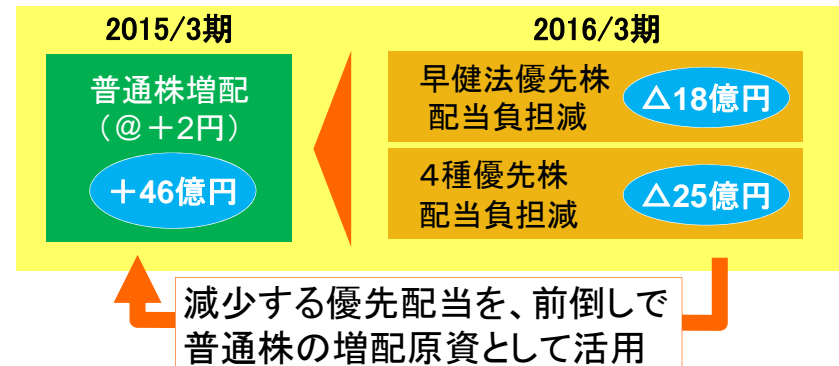 2015/3期
2016/3期
普通株増配
(@+2円)
+46億円
早健法優先株
配当負担減
△18億円
4種優先株
配当負担減
△25億円
減少する優先配当を、前倒しで
普通株の増配原資として活用